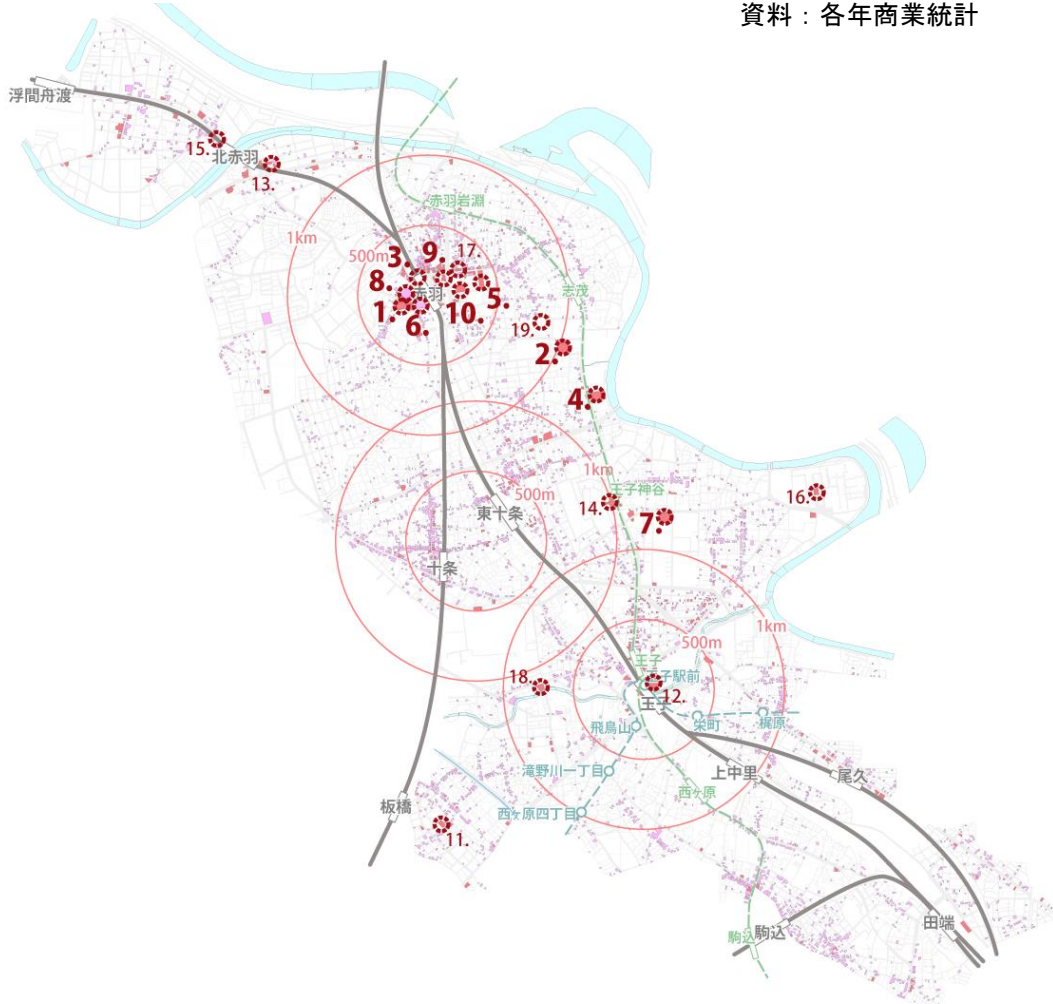 資料：各年商業統計
浮間舟渡
15.
北赤羽
13.
赤羽岩淵
1km
500m
3.
9.
17.
8.
赤羽
5.
志茂
1.
6.
10.
19.
2.
4.
1km
500m
王子神谷
14.
7.
16.
東十条
十条
1km
500m
王子
王子駅前
18.
12.
王子
飛鳥山
栄町
梶原
滝野川一丁目
上中里
尾久
西ヶ原
板橋
西ヶ原四丁目
11.
田端
駒込
駒込